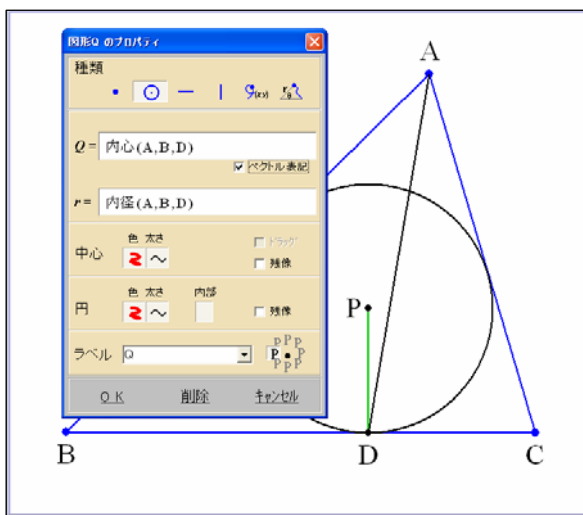 図形Q のプロパティ
種類
Q = 内心(A,B,D)
ベクトル表記
r = 内径(A,B,D)
中心 色 太さ ドラッグ
残像
円 色 太さ 内部 残像
ラベル Q
P P P
P P
P P P
O K 削除 キャンセル
A
P
B D C